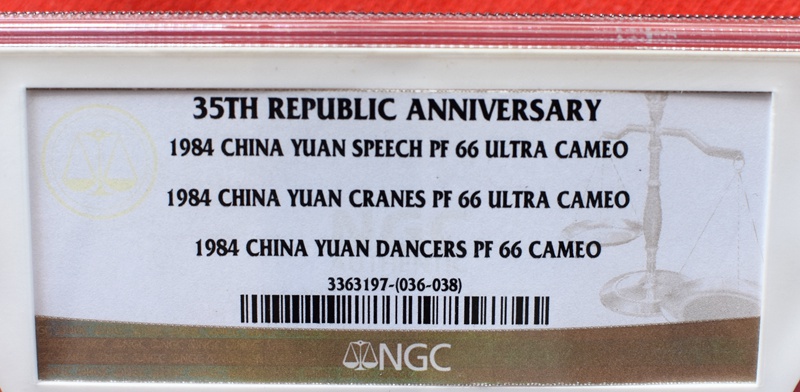 35TH REPUBLIC ANNIVERSARY
1984 CHINA YUAN SPEECH PF 66 ULTRA CAMEO
1984 CHINA YUAN CRANES PF 66 ULTRA CAMEO
1984 CHINA YUAN DANCERS PF 66 CAMEO
3363197-(036-038)
NGC